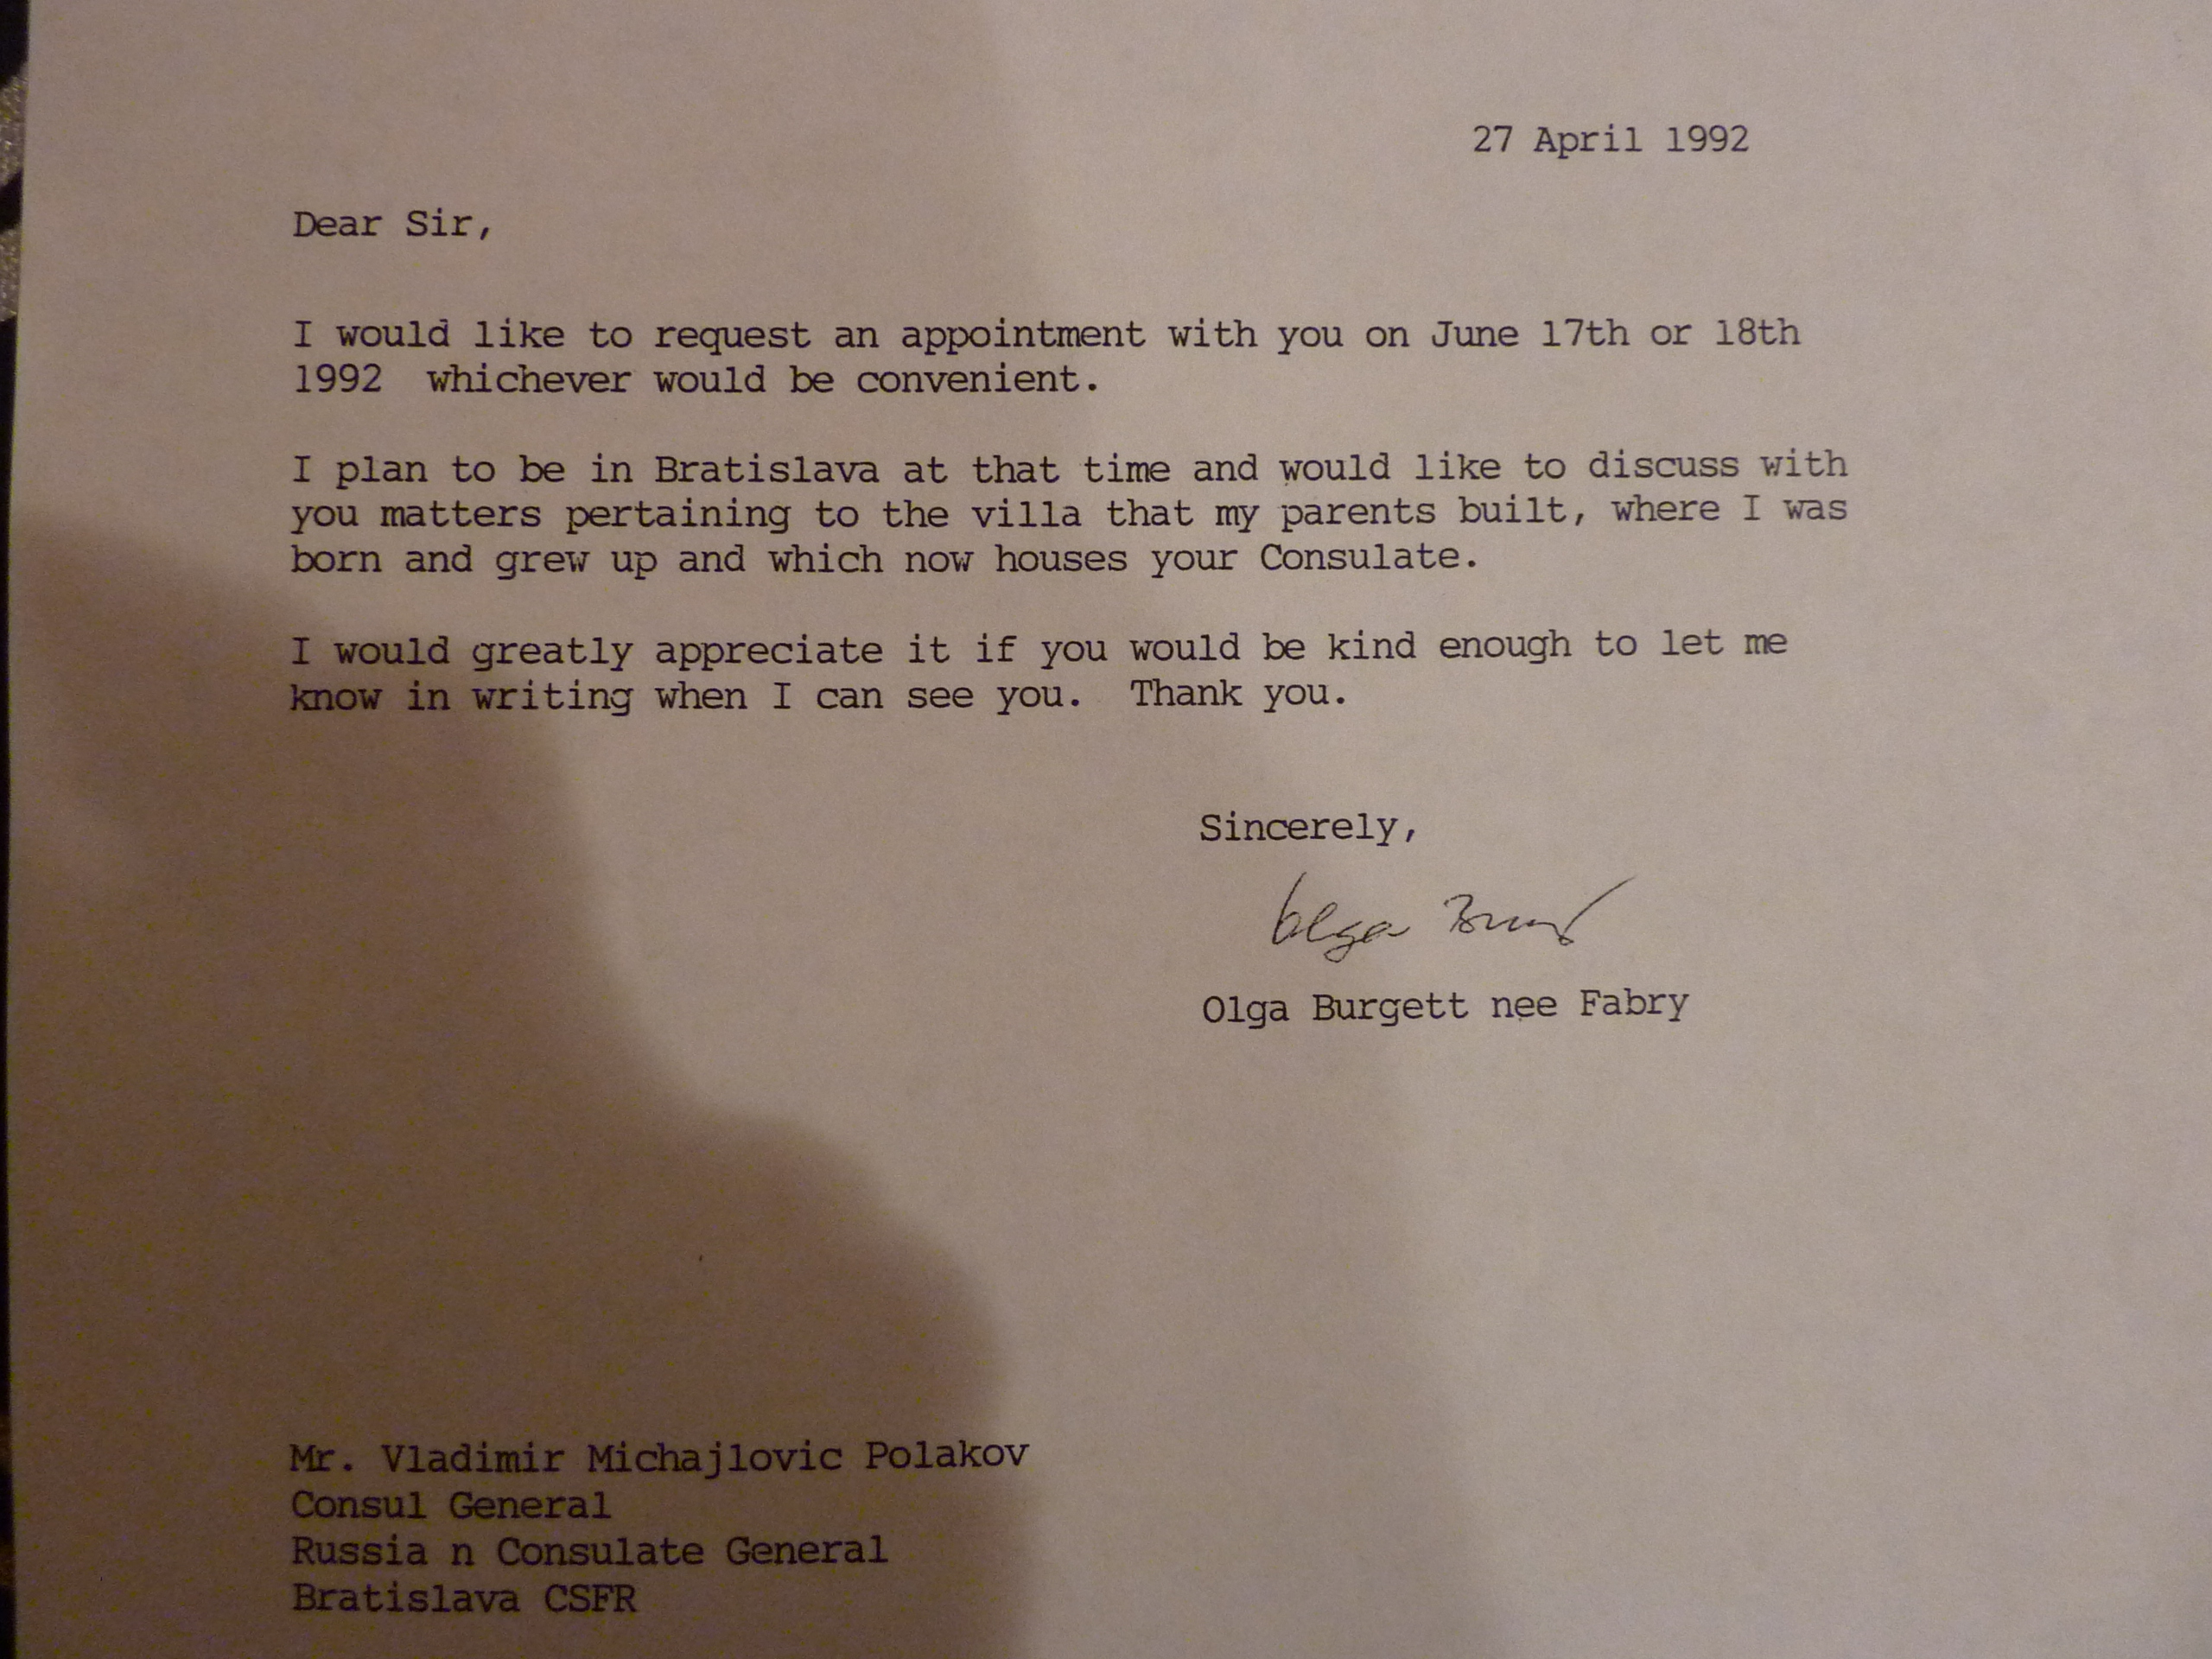 27 April 1992
Dear Sir,
I would like to request an appointment with you on June 17th or 18th
1992  whichever would be convenient.
I plan to be in Bratislava at that time and would like to discuss with
you matters pertaining to the villa that my parents built, where I was
born and grew up and which now houses your Consulate.
I would greatly appreciate it if you would be kind enough to let me
know in writing when I can see you.  Thank you.
Sincerely,
Olga
Olga Burgett nee Fabry
Mr. Vladimir Michajlovic Polakov
Consul General
Russia n Consulate General
Bratislava CSFR